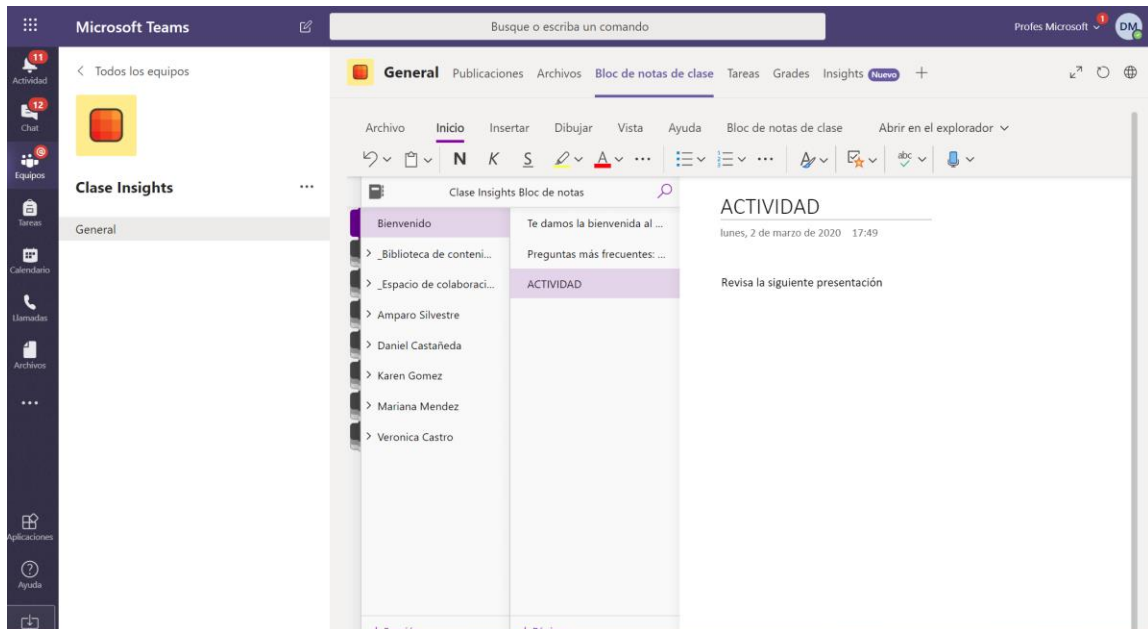 Microsoft Teams
Busque o escriba un comando
Profes Microsoft
1
DM
11
Actividad
12
Chat
Equipos
Tareas
Calendario
Llamadas
Archivos
Aplicaciones
Ayuda
< Todos los equipos
Clase Insights
...
General
General Publicaciones Archivos Bloc de notas de clase Tareas Grades Insights Nuevo +
Archivo Inicio Insertar Dibujar Vista Ayuda Bloc de notas de clase Abrir en el explorador
N K S A ... abc
Clase Insights Bloc de notas
Bienvenido
> _Biblioteca de conteni...
> _Espacio de colaboraci...
> Amparo Silvestre
> Daniel Castañeda
> Karen Gomez
> Mariana Mendez
> Veronica Castro
Te damos la bienvenida al ...
Preguntas más frecuentes: ...
ACTIVIDAD
ACTIVIDAD
lunes, 2 de marzo de 2020 17:49
Revisa la siguiente presentación